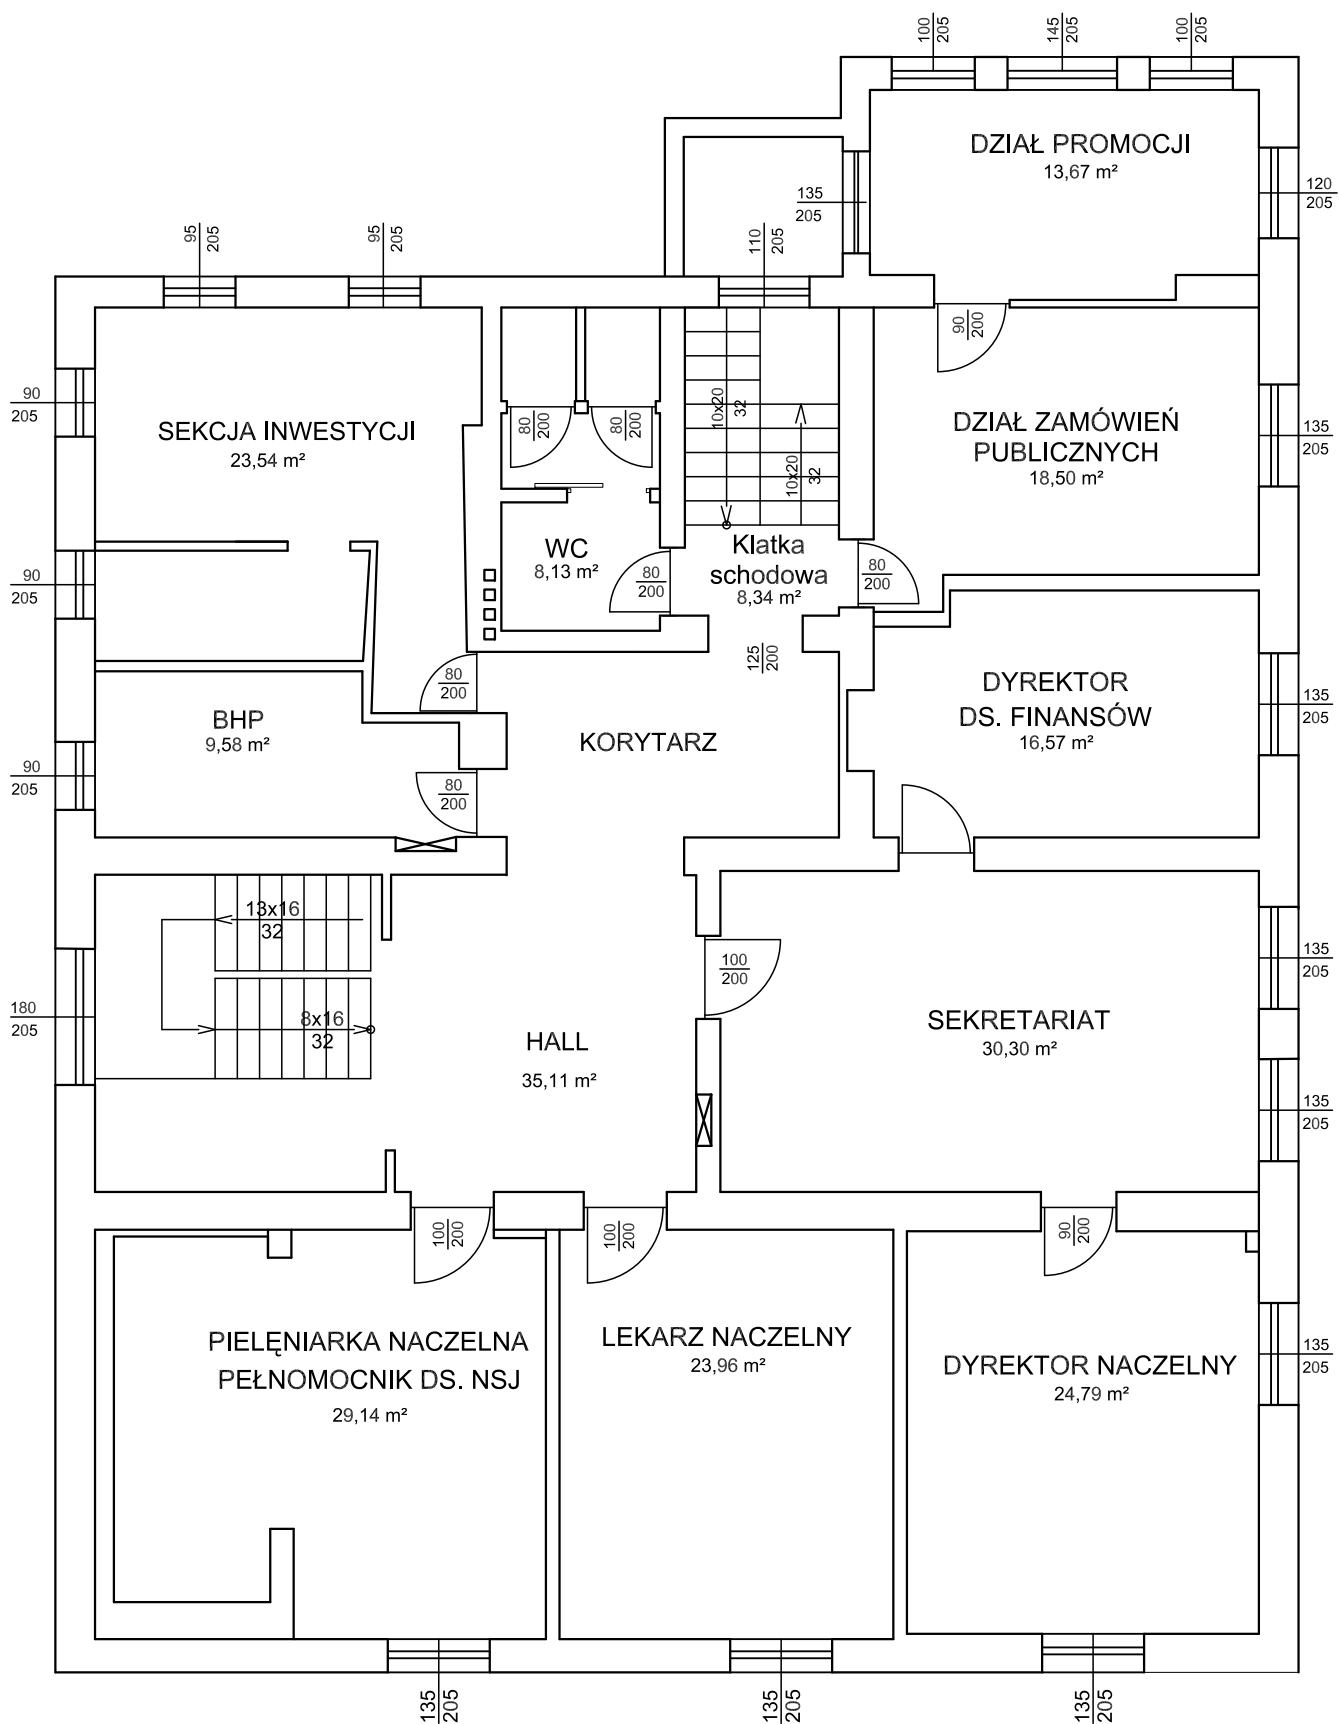 100
205
145
205
100
205
DZIAŁ PROMOCJI
13,67 m²
135
205
120
205
95
205
95
205
110
205
90
200
90
205
SEKCJA INWESTYCJI
23,54 m²
80
200
80
200
10x20
32
10x20
32
DZIAŁ ZAMÓWIEŃ
PUBLICZNYCH
18,50 m²
135
205
90
205
WC
8,13 m²
80
200
Klatka
schodowa
8,34 m²
80
200
125
200
80
200
DYREKTOR
DS. FINANSÓW
16,57 m²
135
205
BHP
9,58 m²
KORYTARZ
90
205
80
200
13x16
32
8x16
32
180
205
100
200
SEKRETARIAT
30,30 m²
135
205
HALL
35,11 m²
135
205
100
200
100
200
90
200
PIELĘNIARKA NACZELNA
PEŁNOMOCNIK DS. NSJ
29,14 m²
LEKARZ NACZELNY
23,96 m²
DYREKTOR NACZELNY
24,79 m²
135
205
135
205
135
205
135
205